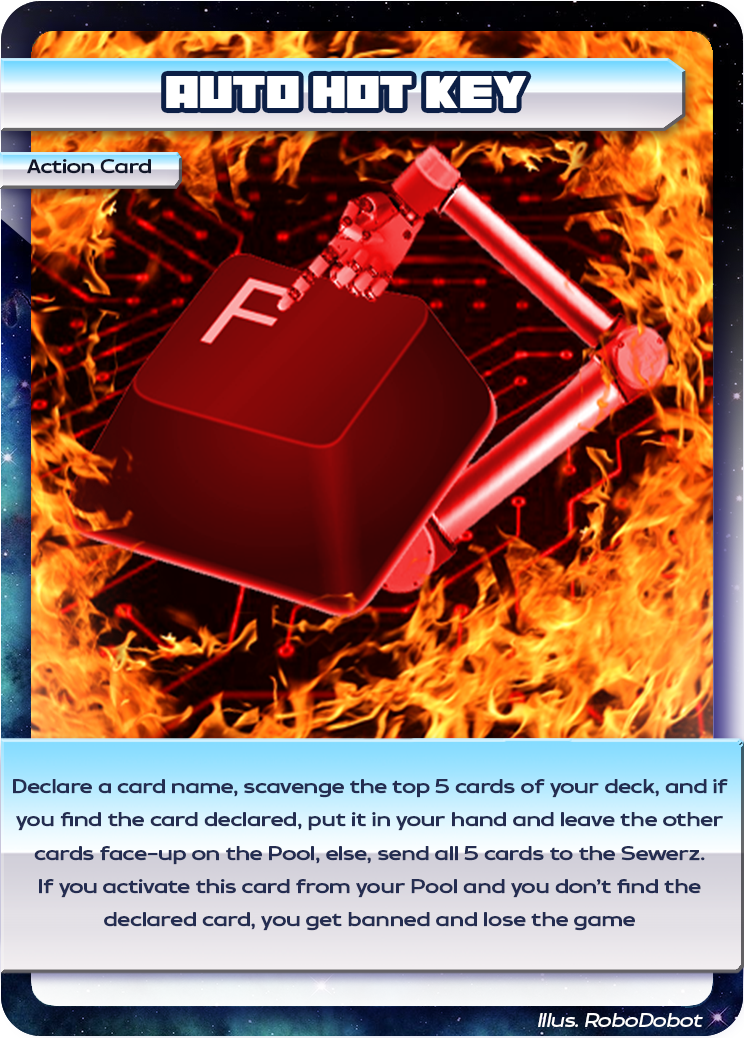 AUTO HOT KEY
Action Card
F
Declare a card name, scavenge the top 5 cards of your deck, and if
you find the card declared, put it in your hand and leave the other
cards face-up on the Pool, else, send all 5 cards to the Sewerz.
If you activate this card from your Pool and you don't find the
declared card, you get banned and lose the game
Illus. RoboDobot